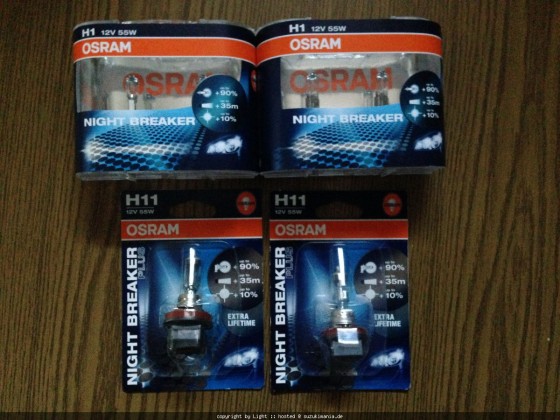 H1 12V 55W
OSRAM
OSRAM
up to
+90%
up to
+35m
up to
+10%
NIGHT BREAKER
H1 12V 55W
OSRAM
OSRAM
up to
+90%
up to
+35m
up to
+10%
NIGHT BREAKER
H11
12V 55W
OSRAM
NIGHT BREAKER
PLUS
up to
+90%
up to
+35m
up to
+10%
EXTRA
LIFETIME
H11
12V 55W
OSRAM
NIGHT BREAKER
PLUS
up to
+90%
up to
+35m
up to
+10%
EXTRA
LIFETIME
copyright by Light :: hosted @ suzukimania.de